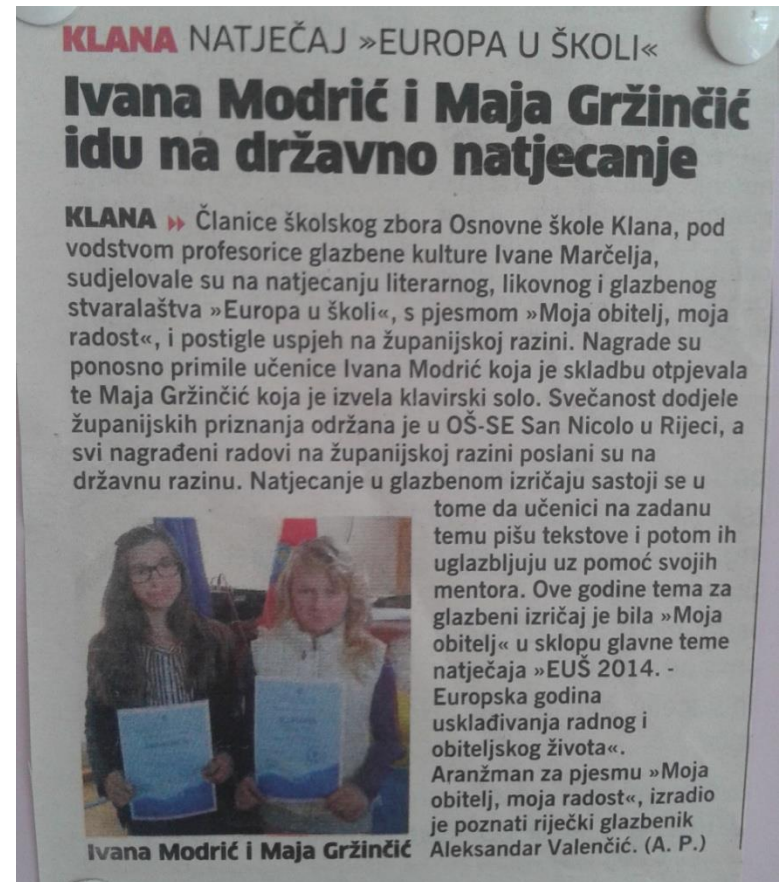 KLANA NATJEČAJ »EUROPA U ŠKOLI«
Ivana Modrić i Maja Gržinčić
idu na državno natjecanje
KLANA Članice školskog zbora Osnovne škole Klana, pod
vodstvom profesorice glazbene kulture Ivane Marčelja,
sudjelovale su na natjecanju literarnog, likovnog i glazbenog
stvaralaštva »Europa u školi«, s pjesmom »Moja obitelj, moja
radost«, i postigle uspjeh na županijskoj razini. Nagrade su
ponosno primile učenice Ivana Modrić koja je skladbu otpjevala
te Maja Gržinčić koja je izvela klavirski solo. Svečanost dodjele
županijskih priznanja održana je u OŠ-SE San Nicolo u Rijeci, a
svi nagrađeni radovi na županijskoj razini poslani su na
državnu razinu. Natjecanje u glazbenom izričaju sastoji se u
tome da učenici na zadanu
temu pišu tekstove i potom ih
uglazbljuju uz pomoć svojih
mentora. Ove godine tema za
glazbeni izričaj je bila »Moja
obitelj« u sklopu glavne teme
natječaja »EUŠ 2014. -
Europska godina
usklađivanja radnog i
obiteljskog života«.
Aranžman za pjesmu »Moja
obitelj, moja radost«, izradio
je poznati riječki glazbenik
Aleksandar Valenčić. (A. P.)
Ivana Modrić i Maja Gržinčić